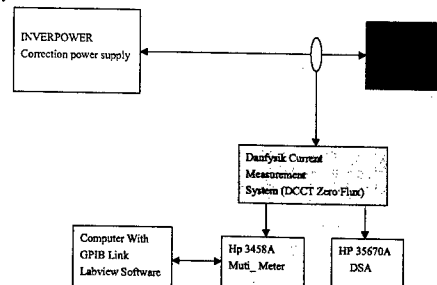 INVERPOWER
Correction power supply
Danfysik Current
Measurement
System (DCCT Zero Flux)
Computer With
GPIB Link
Labview Software
Hp 3458A
Muti_ Meter
HP 35670A
DSA